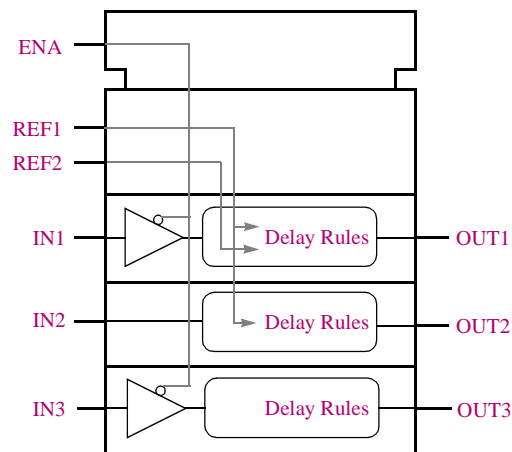 ENA
REF1
REF2
IN1 Delay Rules OUT1
IN2 Delay Rules OUT2
IN3 Delay Rules OUT3